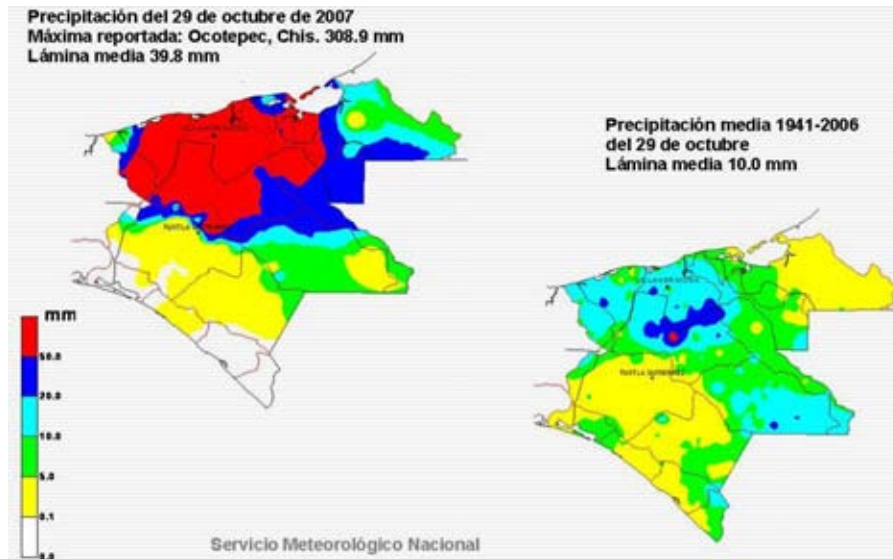 Precipitación del 29 de octubre de 2007
Máxima reportada: Ocotepec, Chis. 308.9 mm
Lámina media 39.8 mm
Precipitación media 1941-2006
del 29 de octubre
Lámina media 10.0 mm
mm
50.0
20.0
10.0
5.0
0.1
0.0
Servicio Meteorológico Nacional